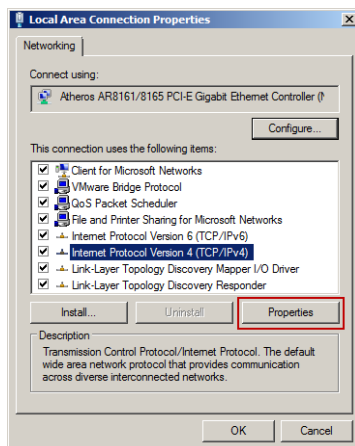 Local Area Connection Properties
Networking
Connect using:
Atheros AR8161/8165 PCI-E Gigabit Ethernet Controller (
Configure...
This connection uses the following items:
Client for Microsoft Networks
VMware Bridge Protocol
QoS Packet Scheduler
File and Printer Sharing for Microsoft Networks
Internet Protocol Version 6 (TCP/IPv6)
Internet Protocol Version 4 (TCP/IPv4)
Link-Layer Topology Discovery Mapper I/O Driver
Link-Layer Topology Discovery Responder
Install... Uninstall Properties
Description
Transmission Control Protocol/Internet Protocol. The default
wide area network protocol that provides communication
across diverse interconnected networks.
OK Cancel